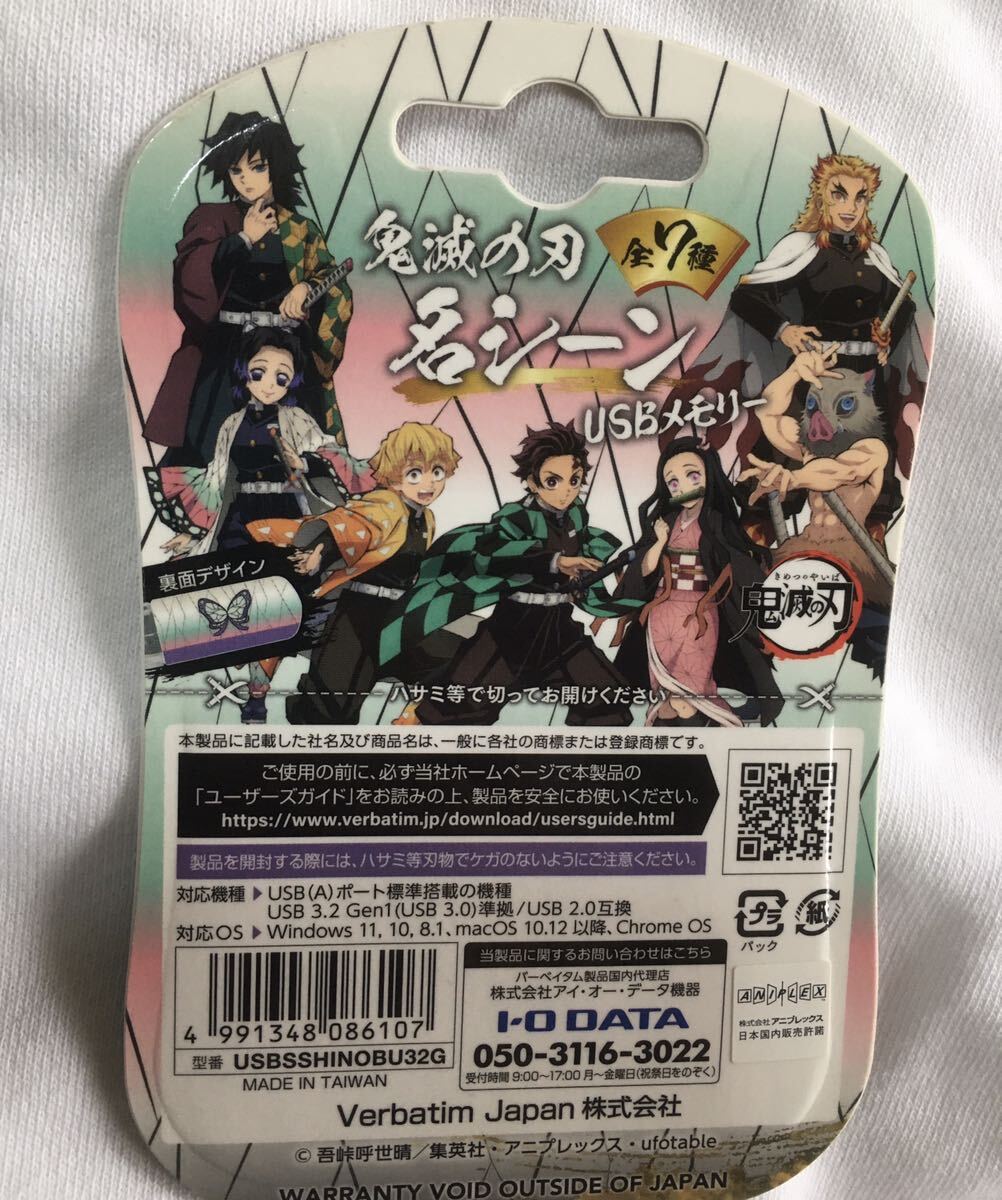 鬼滅の刃
全7種
名シーン
USBメモリー
裏面デザイン
きめつのやいば
鬼滅の刃
ハサミ等で切ってお開けください
本製品に記載した社名及び商品名は、一般に各社の商標または登録商標です。
ご使用の前に、必ず当社ホームページで本製品の
「ユーザーズガイド」をお読みの上、製品を安全にお使いください。
https://www.verbatim.jp/download/usersguide.html
製品を開封する際には、ハサミ等刃物でケガのないようにご注意ください。
対応機種 ▶ USB(A)ポート標準搭載の機種
USB 3.2 Gen1(USB 3.0)準拠/USB 2.0互換
対応OS ▶ Windows 11, 10, 8.1、macOS 10.12 以降、Chrome OS
プラ
パック
紙
4 991348 086107
型番 USBSSHINOBU32G
MADE IN TAIWAN
当製品に関するお問い合わせはこちら
バーベイタム製品国内代理店
株式会社アイ・オー・データ機器
I-O DATA
050-3116-3022
受付時間 9:00~17:00 月~金曜日(祝祭日をのぞく)
ANIPLEX
株式会社アニプレックス
日本国内販売許諾
Verbatim Japan 株式会社
© 吾峠呼世晴/集英社・アニプレックス・ufotable
WARRANTY VOID OUTSIDE OF JAPAN